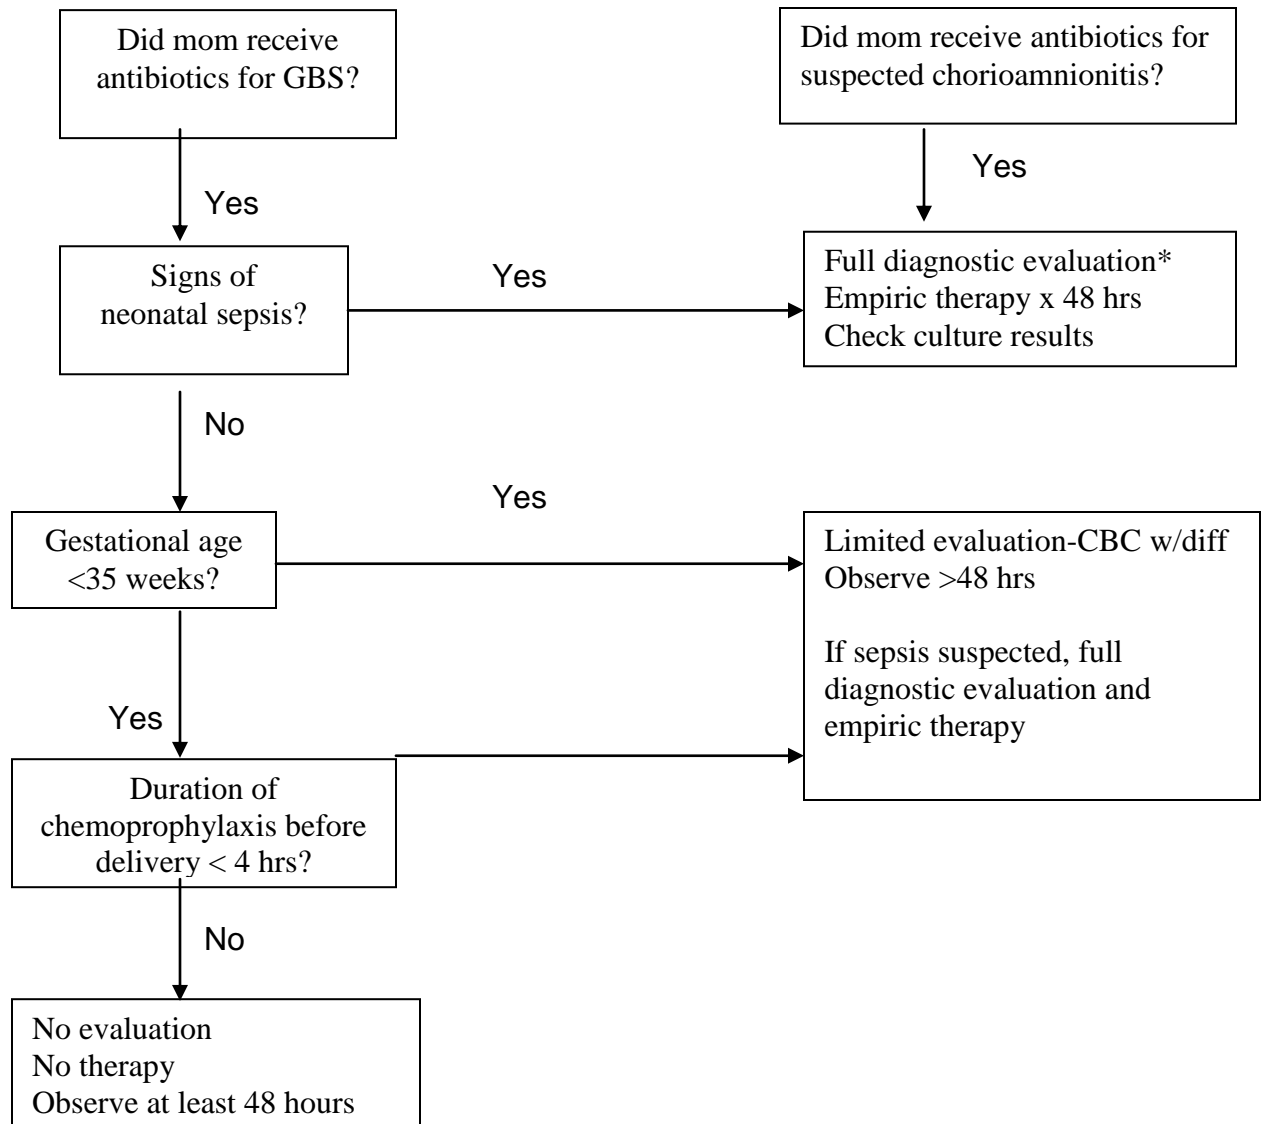 Did mom receive
antibiotics for GBS?
Did mom receive antibiotics for
suspected chorioamnionitis?
Yes
Yes
Signs of
neonatal sepsis?
Yes
Full diagnostic evaluation*
Empiric therapy x 48 hrs
Check culture results
No
Yes
Gestational age
<35 weeks?
Limited evaluation-CBC w/diff
Observe >48 hrs
If sepsis suspected, full
diagnostic evaluation and
empiric therapy
Yes
Duration of
chemoprophylaxis before
delivery < 4 hrs?
No
No evaluation
No therapy
Observe at least 48 hours